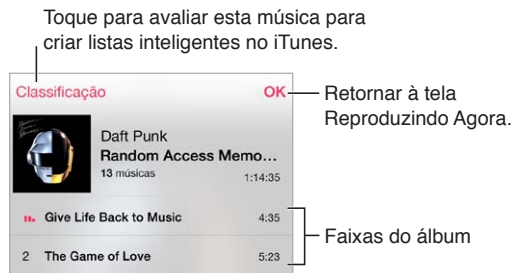 Toque para avaliar esta música para
criar listas inteligentes no iTunes.
Classificação
OK
Retornar à tela
Reproduzindo Agora.
Daft Punk
Random Access Memo...
13 músicas
1:14:35
Give Life Back to Music
4:35
Faixas do álbum
2 The Game of Love
5:23